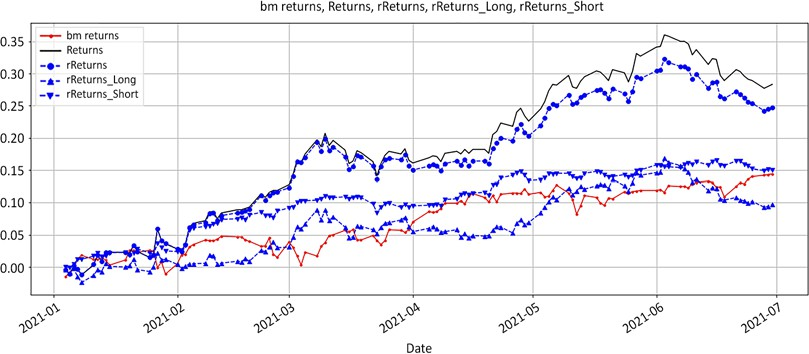 bm returns, Returns, rReturns, rReturns_Long, rReturns_Short
bm returns
Returns
rReturns
rReturns_Long
rReturns_Short
0.35
0.30
0.25
0.20
0.15
0.10
0.05
0.00
2021-01
2021-02
2021-03
2021-04
2021-05
2021-06
2021-07
Date